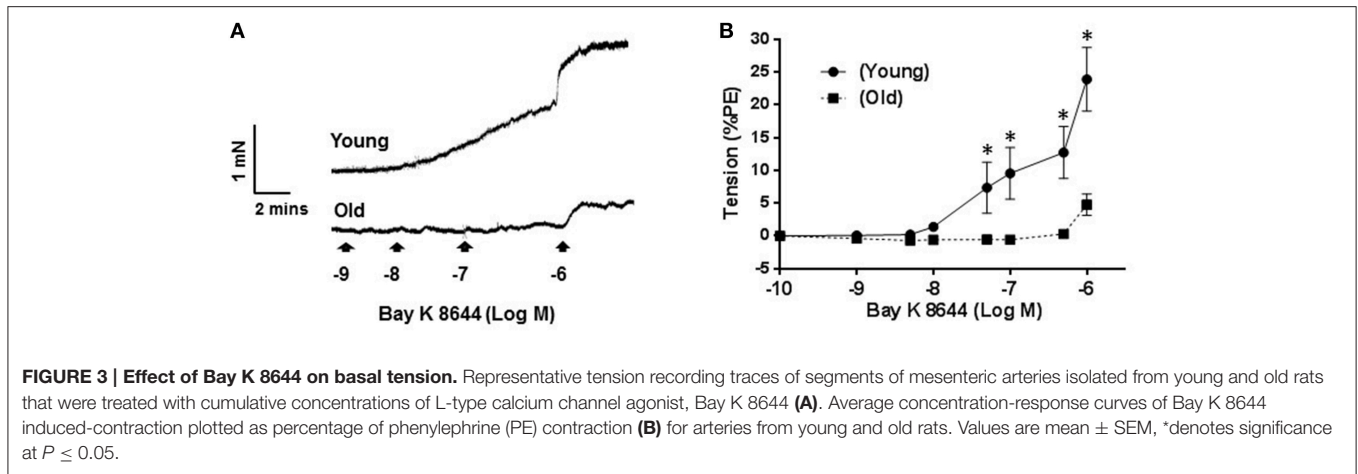 A
Young
1 mN
2 mins
Old
-9 -8 -7 -6
Bay K 8644 (Log M)
B
30
25
20
15
10
5
0
-5
Tension (%PE)
(Young)
(Old)
* * * *
-10 -9 -8 -7 -6
Bay K 8644 (Log M)
FIGURE 3 | Effect of Bay K 8644 on basal tension. Representative tension recording traces of segments of mesenteric arteries isolated from young and old rats
that were treated with cumulative concentrations of L-type calcium channel agonist, Bay K 8644 (A). Average concentration-response curves of Bay K 8644
induced-contraction plotted as percentage of phenylephrine (PE) contraction (B) for arteries from young and old rats. Values are mean ± SEM, *denotes significance
at P ≤ 0.05.